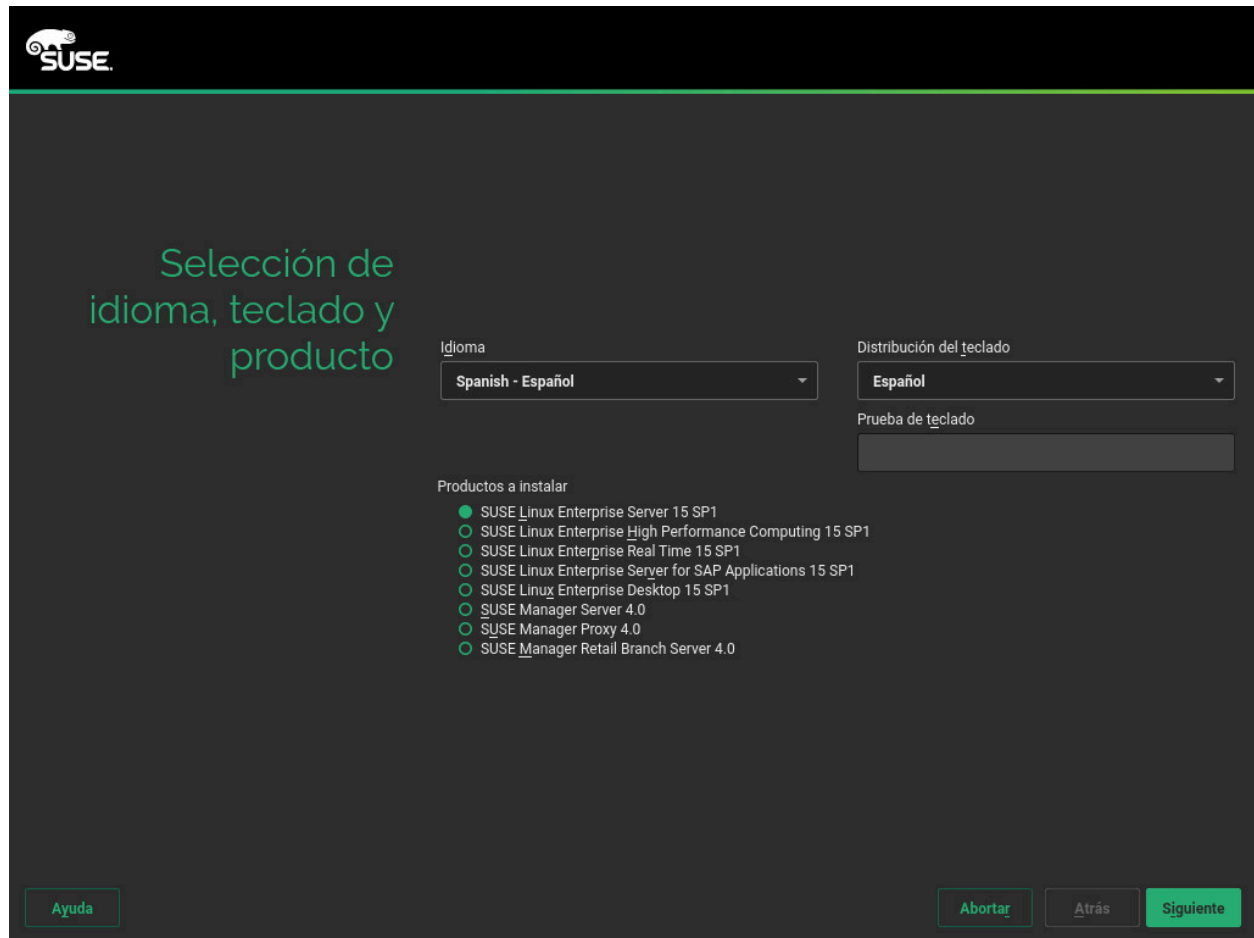 SUSE.
Selección de
idioma, teclado y
producto
Idioma
Spanish - Español
Distribución del teclado
Español
Prueba de teclado
Productos a instalar
SUSE Linux Enterprise Server 15 SP1
SUSE Linux Enterprise High Performance Computing 15 SP1
SUSE Linux Enterprise Real Time 15 SP1
SUSE Linux Enterprise Server for SAP Applications 15 SP1
SUSE Linux Enterprise Desktop 15 SP1
SUSE Manager Server 4.0
SUSE Manager Proxy 4.0
SUSE Manager Retail Branch Server 4.0
Ayuda
Abortar
Atrás
Siguiente